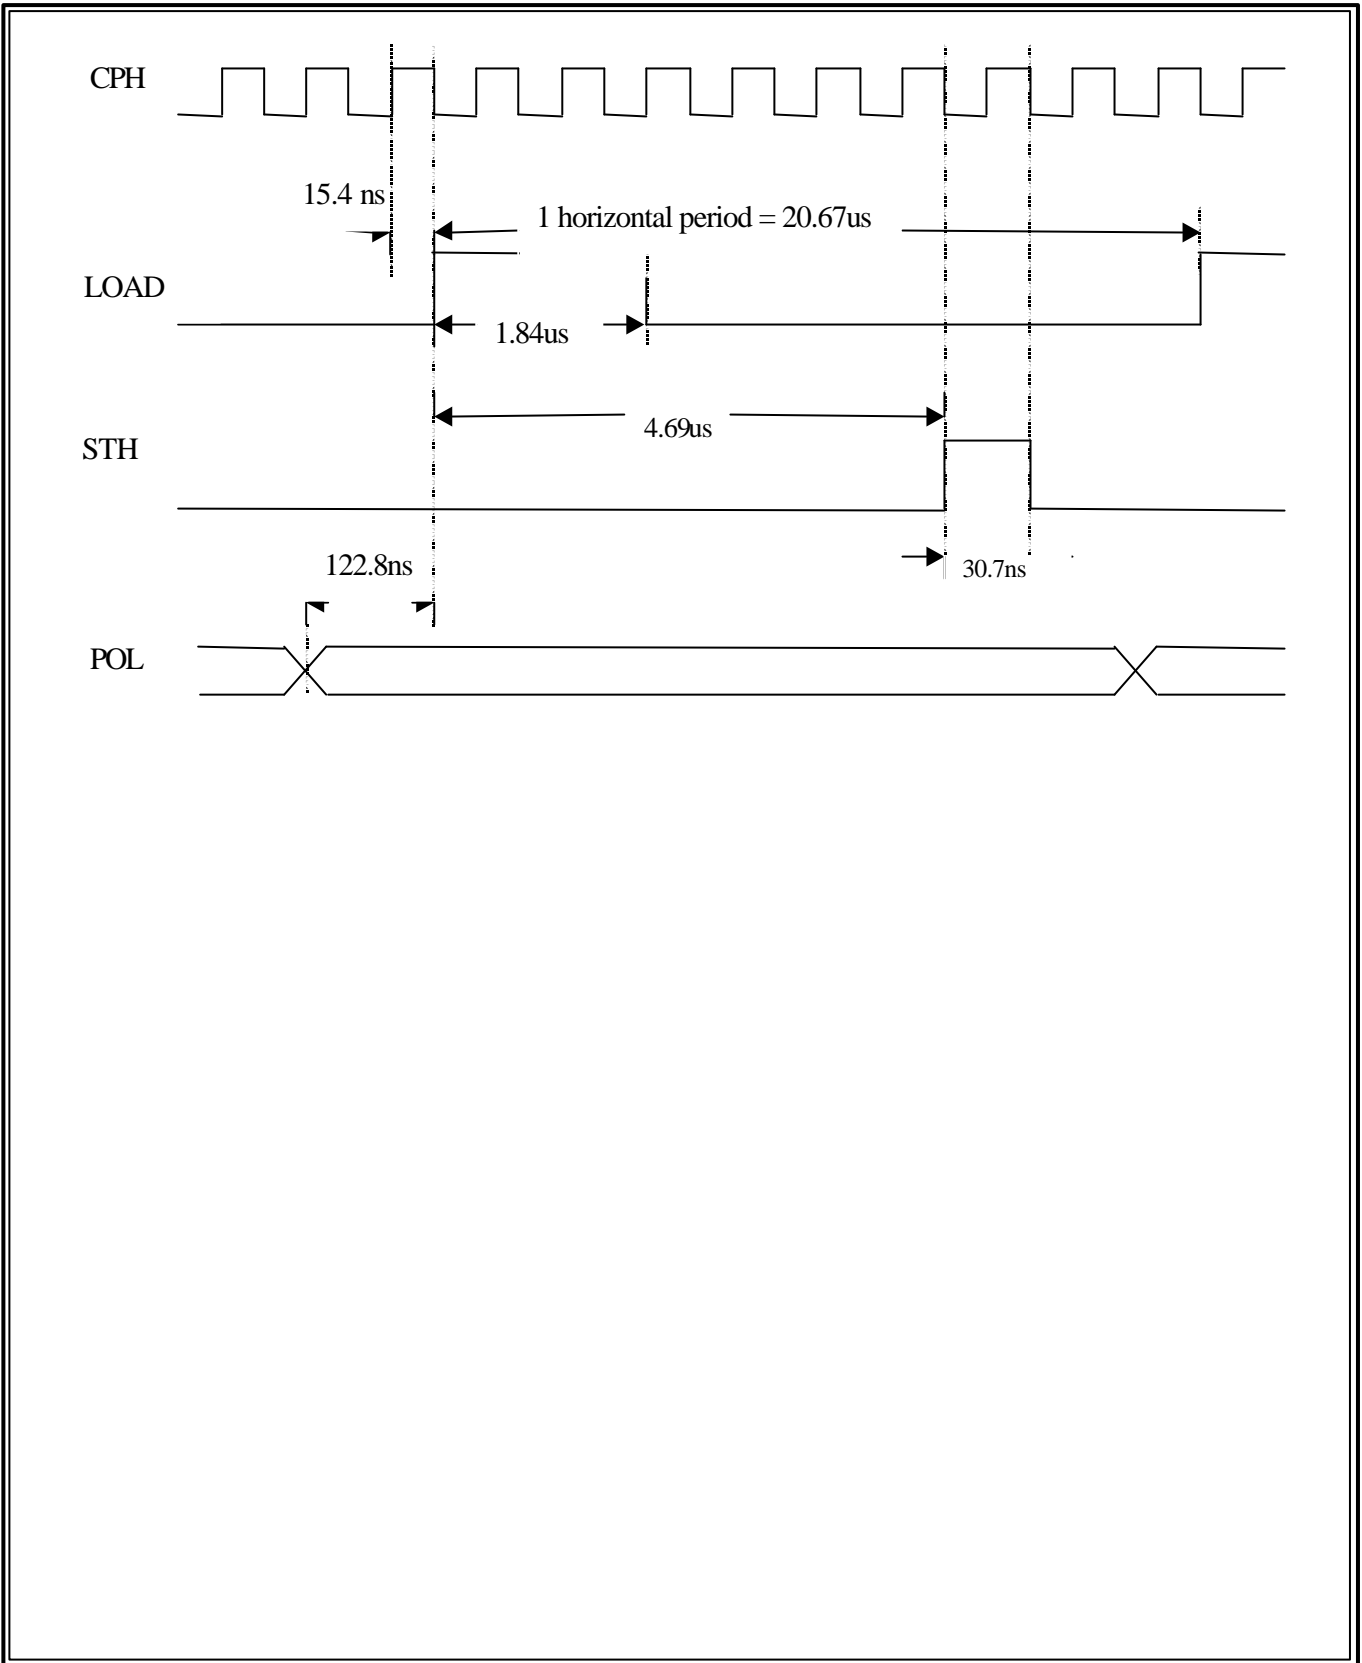 CPH
15.4 ns
1 horizontal period = 20.67us
LOAD
1.84us
4.69us
STH
122.8ns
30.7ns
POL